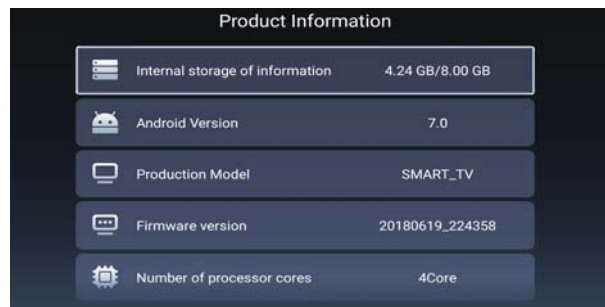 Product Information
Internal storage of information 4.24 GB/8.00 GB
Android Version 7.0
Production Model SMART_TV
Firmware version 20180619_224358
Number of processor cores 4Core